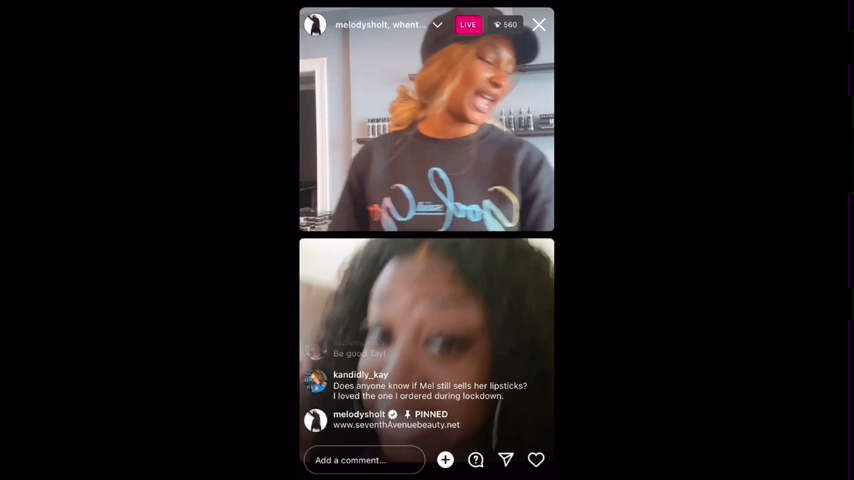 melodysholt, whent...
LIVE
560
Be good Tay!
kandidly_kay
Does anyone know if Mel still sells her lipsticks?
I loved the one I ordered during lockdown.
melodysholt PINNED
www.seventhAvenuebeauty.net
Add a comment...